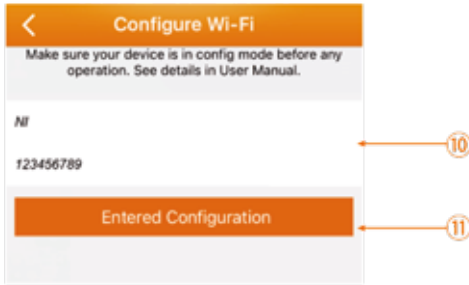 Configure Wi-Fi
Make sure your device is in config mode before any
operation. See details in User Manual.
NI
123456789
⑩
Entered Configuration
⑪